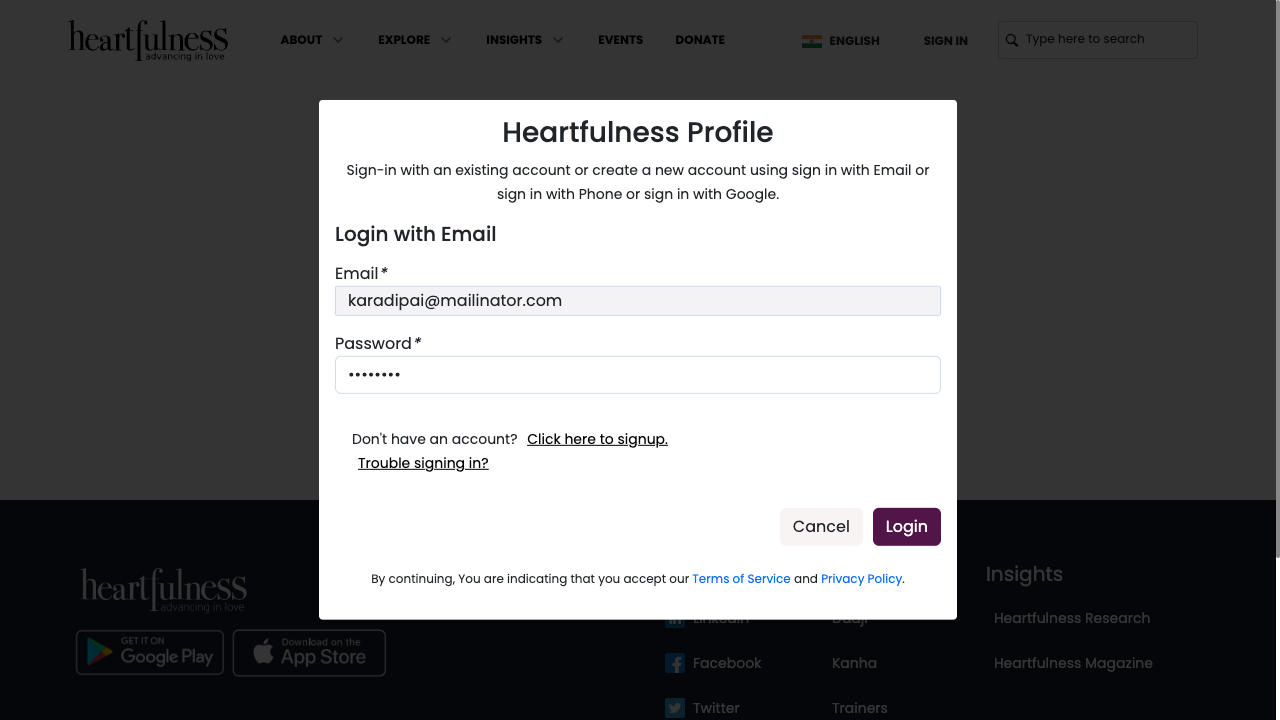 heartfulness
advancing in love
ABOUT EXPLORE INSIGHTS EVENTS DONATE ENGLISH SIGN IN Type here to search
Heartfulness Profile
Sign-in with an existing account or create a new account using sign in with Email or
sign in with Phone or sign in with Google.
Login with Email
Email*
karadipai@mailinator.com
Password*
••••••••
Don't have an account? Click here to signup.
Trouble signing in?
Cancel Login
By continuing, You are indicating that you accept our Terms of Service and Privacy Policy.
heartfulness
advancing in love
GET IT ON
Google Play
Download on the
App Store
LinkedIn
Facebook
Twitter
Daaji
Kanha
Trainers
Insights
Heartfulness Research
Heartfulness Magazine